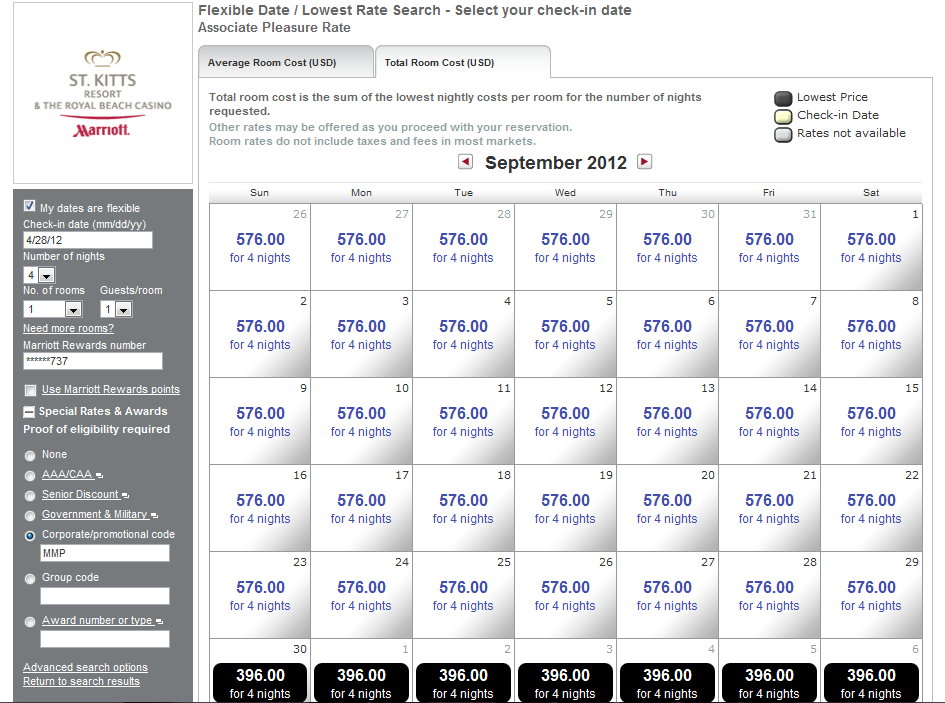 ST. KITTS
RESORT
& THE ROYAL BEACH CASINO
Marriott.
My dates are flexible
Check-in date (mm/dd/yy)
4/28/12
Number of nights
4
No. of rooms Guests/room
1 1
Need more rooms?
Marriott Rewards number
******737
Use Marriott Rewards points
Special Rates & Awards
Proof of eligibility required
None
AAA/CAA
Senior Discount
Government & Military
Corporate/promotional code
MMP
Group code
Award number or type
Advanced search options
Return to search results
Flexible Date / Lowest Rate Search - Select your check-in date
Associate Pleasure Rate
Average Room Cost (USD) Total Room Cost (USD)
Total room cost is the sum of the lowest nightly costs per room for the number of nights
requested.
Other rates may be offered as you proceed with your reservation.
Room rates do not include taxes and fees in most markets.
Lowest Price
Check-in Date
Rates not available
September 2012
Sun Mon Tue Wed Thu Fri Sat
26 27 28 29 30 31 1
576.00 576.00 576.00 576.00 576.00 576.00 576.00
for 4 nights for 4 nights for 4 nights for 4 nights for 4 nights for 4 nights for 4 nights
2 3 4 5 6 7 8
576.00 576.00 576.00 576.00 576.00 576.00 576.00
for 4 nights for 4 nights for 4 nights for 4 nights for 4 nights for 4 nights for 4 nights
9 10 11 12 13 14 15
576.00 576.00 576.00 576.00 576.00 576.00 576.00
for 4 nights for 4 nights for 4 nights for 4 nights for 4 nights for 4 nights for 4 nights
16 17 18 19 20 21 22
576.00 576.00 576.00 576.00 576.00 576.00 576.00
for 4 nights for 4 nights for 4 nights for 4 nights for 4 nights for 4 nights for 4 nights
23 24 25 26 27 28 29
576.00 576.00 576.00 576.00 576.00 576.00 576.00
for 4 nights for 4 nights for 4 nights for 4 nights for 4 nights for 4 nights for 4 nights
30 1 2 3 4 5 6
396.00 396.00 396.00 396.00 396.00 396.00 396.00
for 4 nights for 4 nights for 4 nights for 4 nights for 4 nights for 4 nights for 4 nights